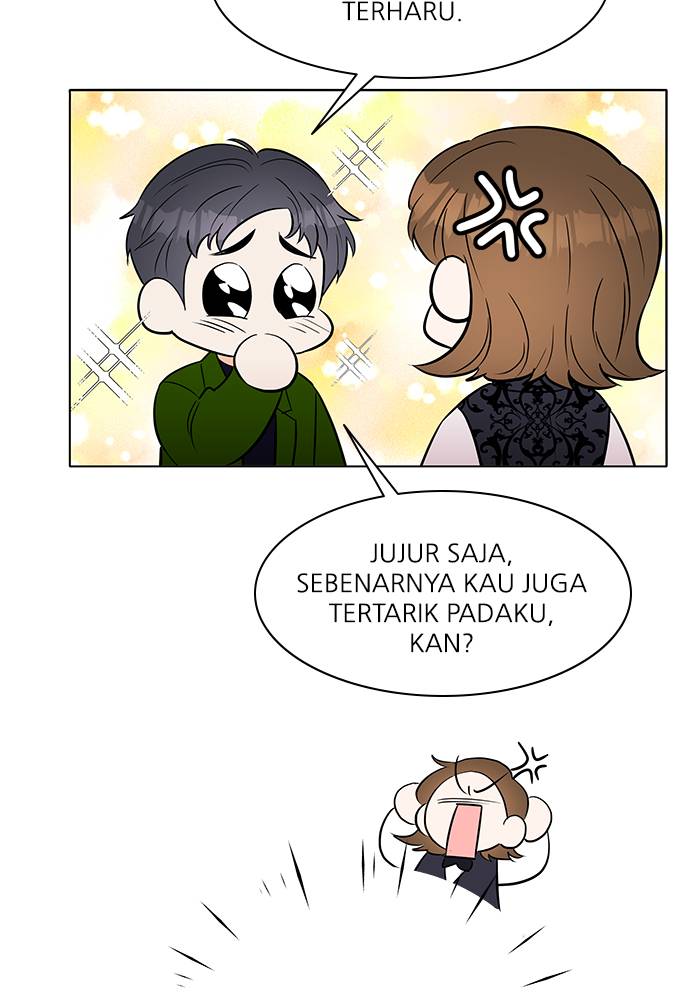 TERHARU.
JUJUR SAJA,
SEBENARNYA KAU JUGA
TERTARIK PADAKU,
KAN?